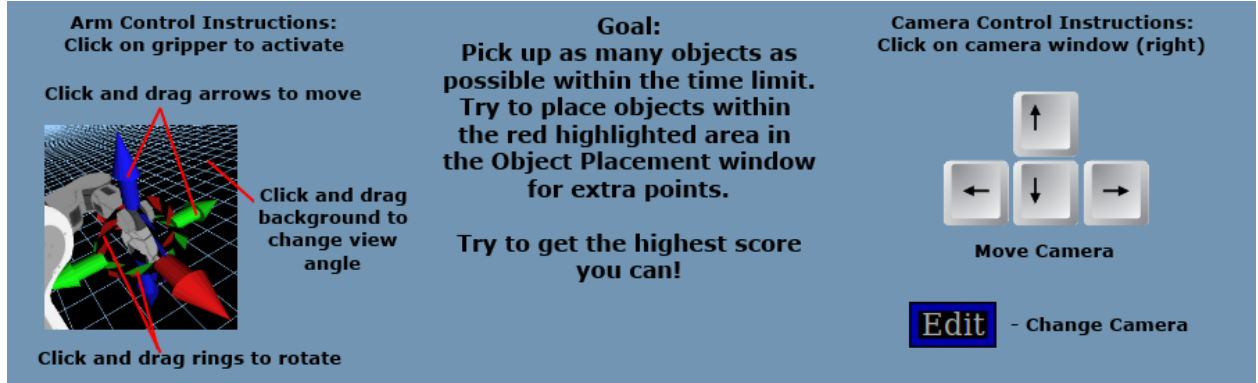 Arm Control Instructions:
Click on gripper to activate
Click and drag arrows to move
Click and drag
background to
change view
angle
Click and drag rings to rotate
Goal:
Pick up as many objects as
possible within the time limit.
Try to place objects within
the red highlighted area in
the Object Placement window
for extra points.
Try to get the highest score
you can!
Camera Control Instructions:
Click on camera window (right)
Move Camera
Edit - Change Camera